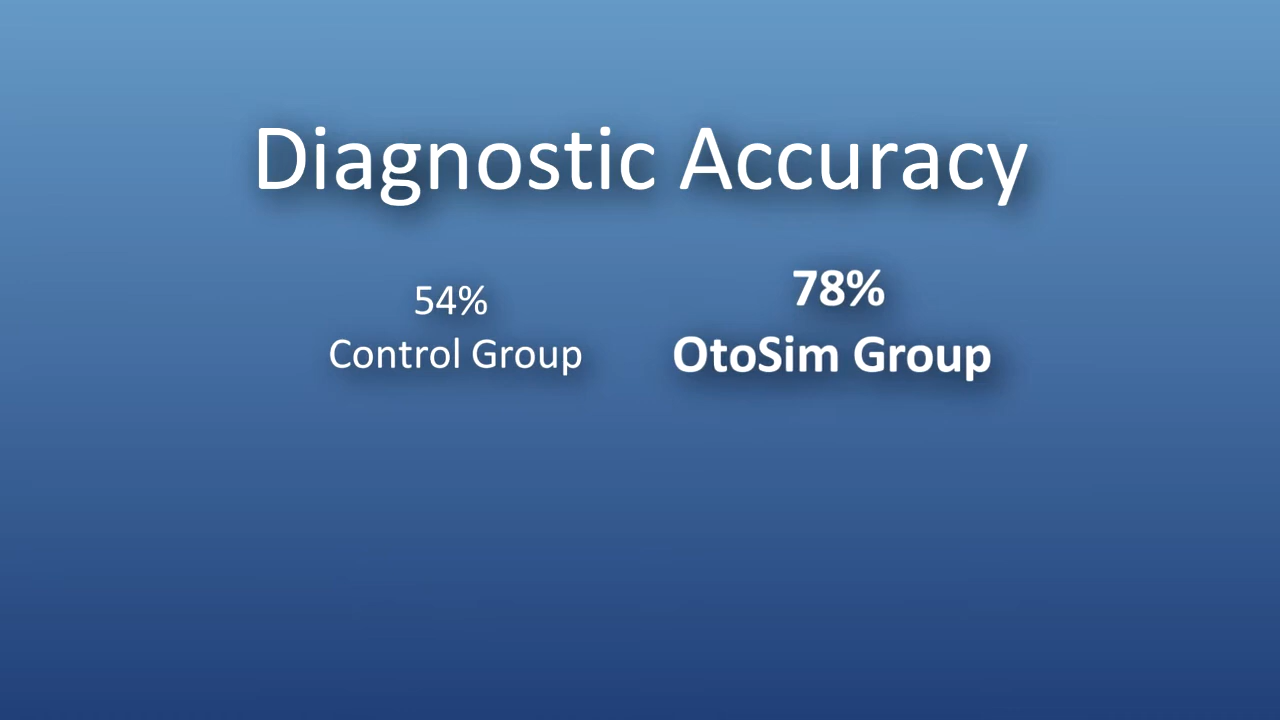 Diagnostic Accuracy
54%
Control Group
78%
OtoSim Group